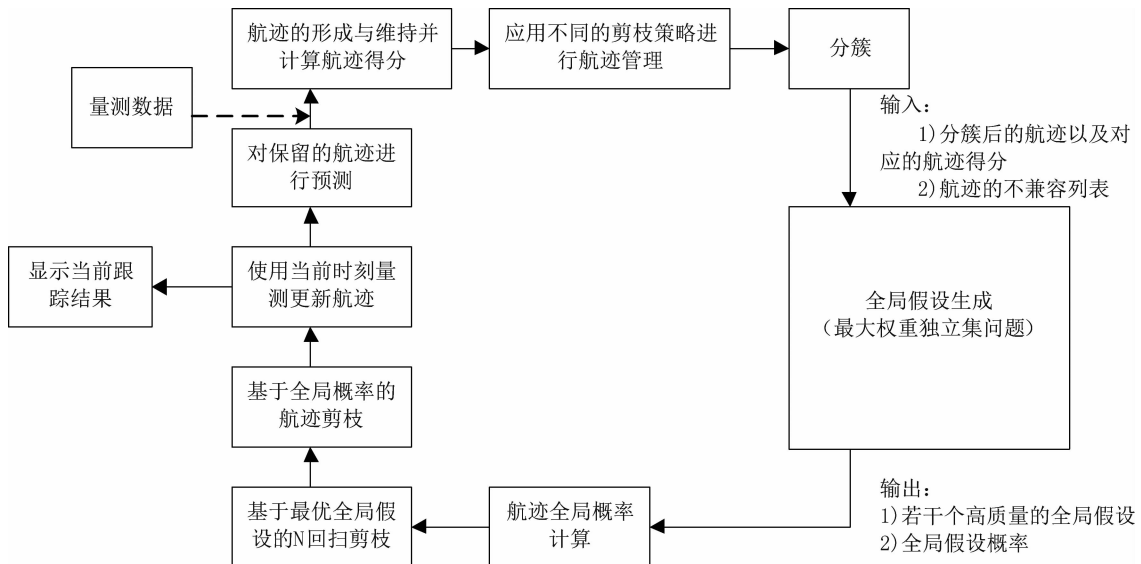 航迹的形成与维持并
计算航迹得分
应用不同的剪枝策略进
行航迹管理
分簇
量测数据
输入:
1)分簇后的航迹以及对
应的航迹得分
2)航迹的不兼容列表
对保留的航迹进
行预测
显示当前跟
踪结果
使用当前时刻量
测更新航迹
全局假设生成
(最大权重独立集问题)
基于全局概率的
航迹剪枝
基于最优全局假
设的N回扫剪枝
航迹全局概率
计算
输出:
1)若干个高质量的全局假设
2)全局假设概率